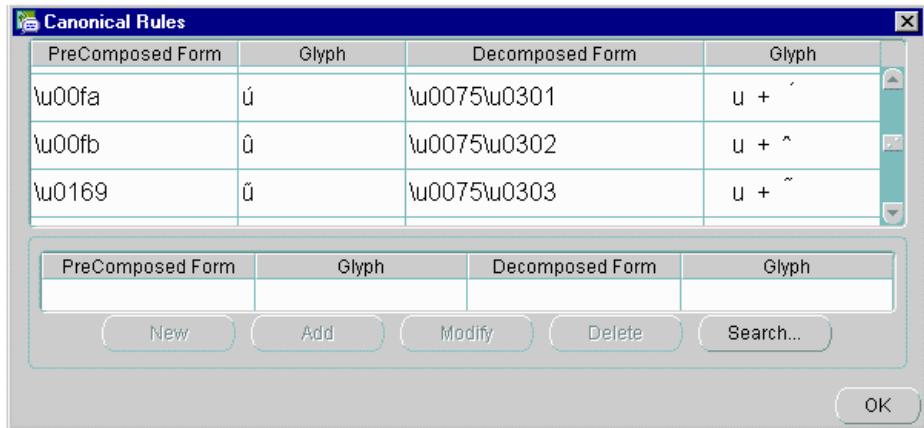 Canonical Rules
PreComposed Form Glyph Decomposed Form Glyph
\u00fa ú \u0075\u0301 u + ´
\u00fb û \u0075\u0302 u + ^
\u0169 ũ \u0075\u0303 u + ˜
PreComposed Form Glyph Decomposed Form Glyph
New Add Modify Delete Search...
OK